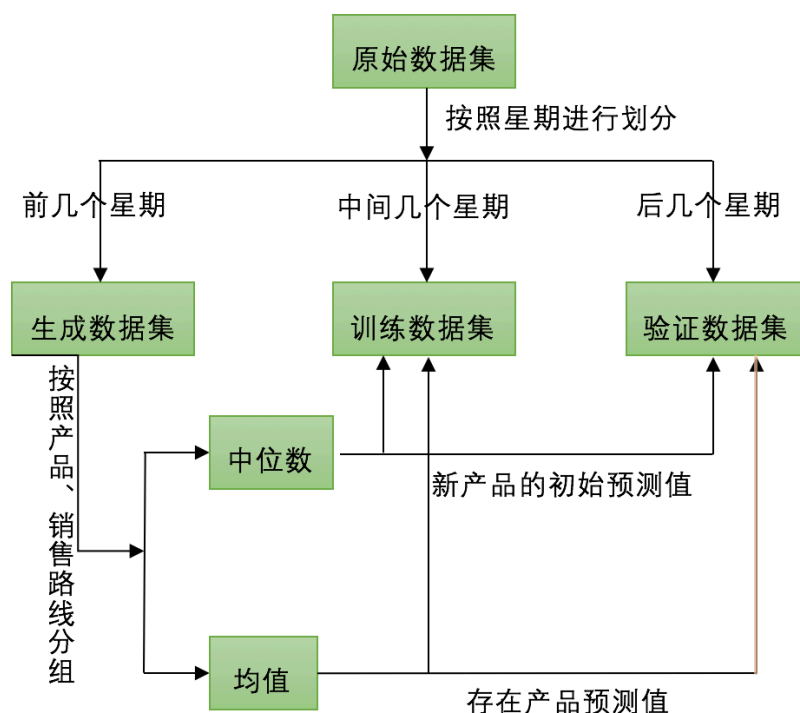 原始数据集
按照星期进行划分
前几个星期
中间几个星期
后几个星期
生成数据集
训练数据集
验证数据集
按照产品、销售路线分组
中位数
新产品的初始预测值
均值
存在产品预测值